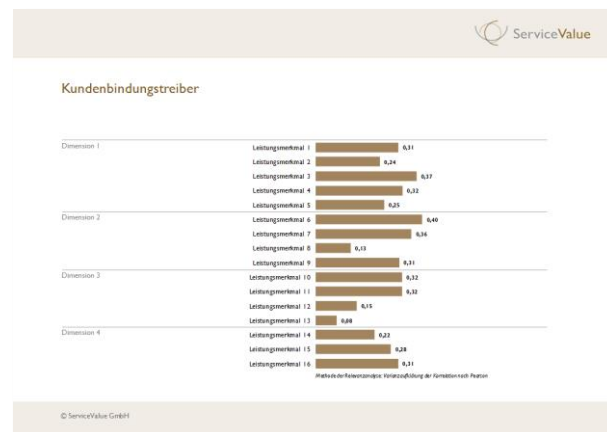 ServiceValue
Kundenbindungstreiber
Dimension 1
Leistungsmerkmal 1 0,31
Leistungsmerkmal 2 0,24
Leistungsmerkmal 3 0,37
Leistungsmerkmal 4 0,32
Leistungsmerkmal 5 0,25
Dimension 2
Leistungsmerkmal 6 0,40
Leistungsmerkmal 7 0,36
Leistungsmerkmal 8 0,13
Leistungsmerkmal 9 0,31
Dimension 3
Leistungsmerkmal 10 0,32
Leistungsmerkmal 11 0,32
Leistungsmerkmal 12 0,15
Leistungsmerkmal 13 0,08
Dimension 4
Leistungsmerkmal 14 0,22
Leistungsmerkmal 15 0,28
Leistungsmerkmal 16 0,31
Methode der Relevanzanalyse: Varianzaufklärung der Korrelation nach Pearson
© ServiceValue GmbH